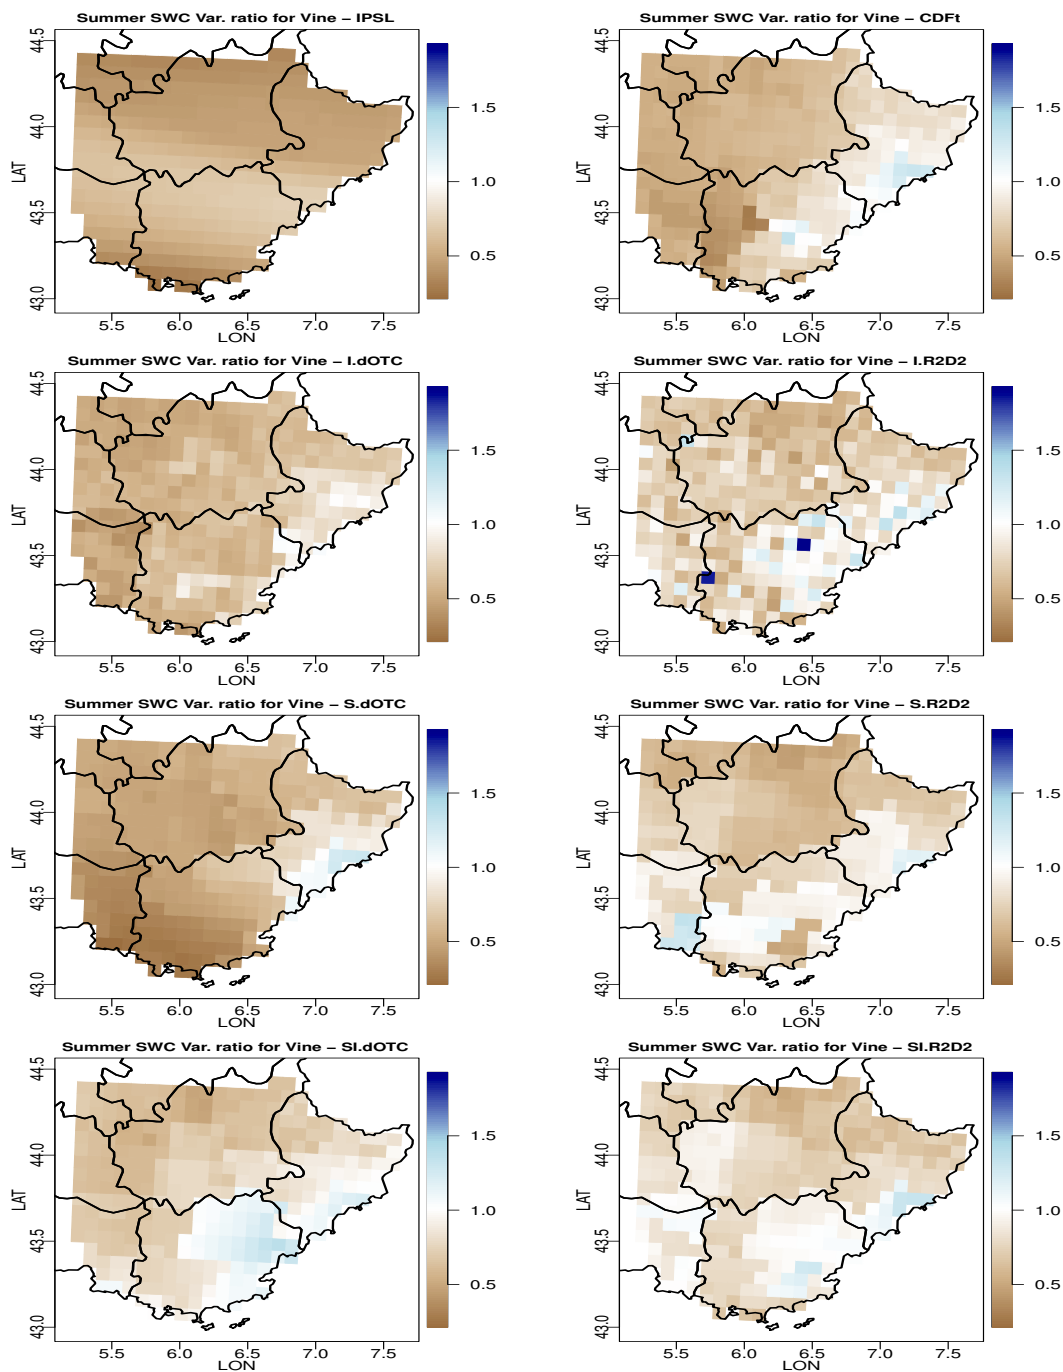 Summer SWC Var. ratio for Vine − IPSL
LAT
43.0 43.5 44.0 44.5
5.5 6.0 6.5 7.0 7.5
LON
0.5 1.0 1.5
Summer SWC Var. ratio for Vine − CDFt
LAT
43.0 43.5 44.0 44.5
5.5 6.0 6.5 7.0 7.5
LON
0.5 1.0 1.5
Summer SWC Var. ratio for Vine − I.dOTC
LAT
43.0 43.5 44.0 44.5
5.5 6.0 6.5 7.0 7.5
LON
0.5 1.0 1.5
Summer SWC Var. ratio for Vine − I.R2D2
LAT
43.0 43.5 44.0 44.5
5.5 6.0 6.5 7.0 7.5
LON
0.5 1.0 1.5
Summer SWC Var. ratio for Vine − S.dOTC
LAT
43.0 43.5 44.0 44.5
5.5 6.0 6.5 7.0 7.5
LON
0.5 1.0 1.5
Summer SWC Var. ratio for Vine − S.R2D2
LAT
43.0 43.5 44.0 44.5
5.5 6.0 6.5 7.0 7.5
LON
0.5 1.0 1.5
Summer SWC Var. ratio for Vine − SI.dOTC
LAT
43.0 43.5 44.0 44.5
5.5 6.0 6.5 7.0 7.5
LON
0.5 1.0 1.5
Summer SWC Var. ratio for Vine − SI.R2D2
LAT
43.0 43.5 44.0 44.5
5.5 6.0 6.5 7.0 7.5
LON
0.5 1.0 1.5